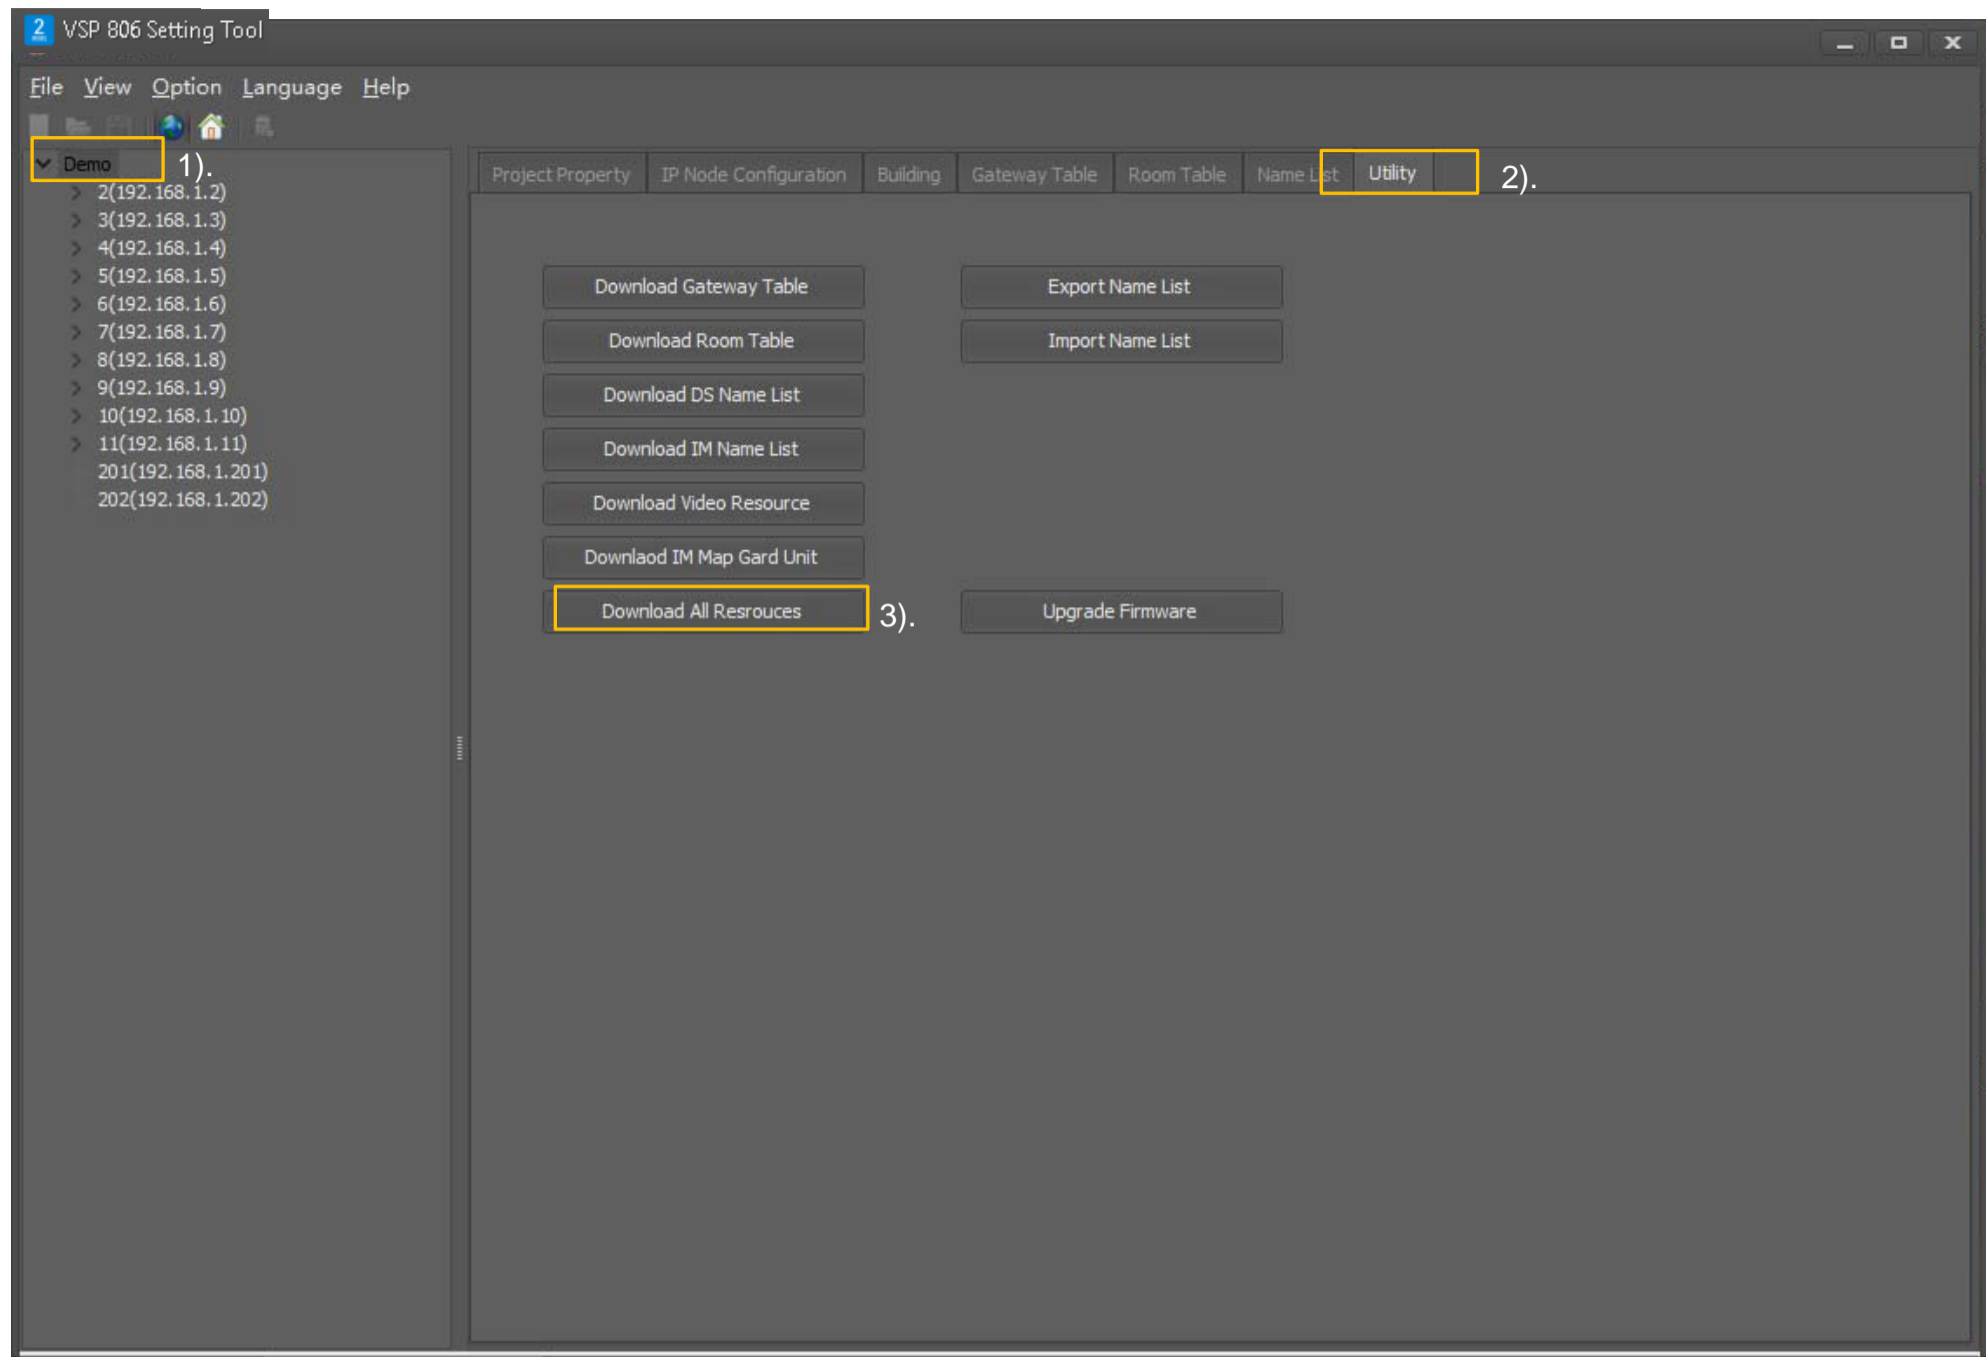 VSP 806 Setting Tool
File View Option Language Help
Demo 1).
2(192.168.1.2)
3(192.168.1.3)
4(192.168.1.4)
5(192.168.1.5)
6(192.168.1.6)
7(192.168.1.7)
8(192.168.1.8)
9(192.168.1.9)
10(192.168.1.10)
11(192.168.1.11)
201(192.168.1.201)
202(192.168.1.202)
Project Property IP Node Configuration Building Gateway Table Room Table Name List Utility 2).
Download Gateway Table Export Name List
Download Room Table Import Name List
Download DS Name List
Download IM Name List
Download Video Resource
Downlaod IM Map Gard Unit
Download All Resrouces 3). Upgrade Firmware